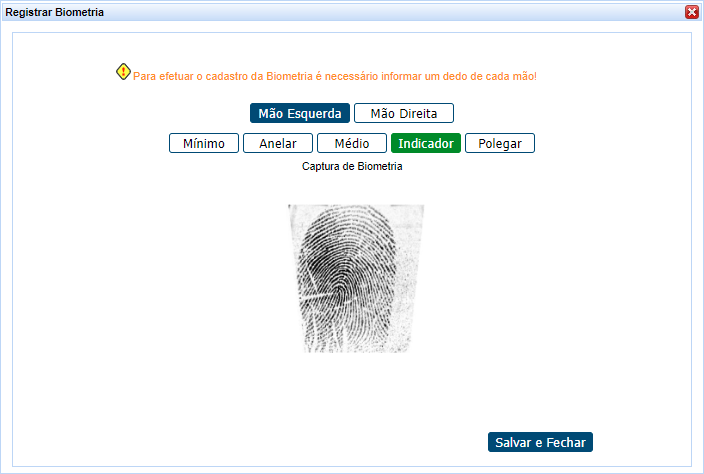 Registrar Biometria
Para efetuar o cadastro da Biometria é necessário informar um dedo de cada mão!
Mão Esquerda Mão Direita
Mínimo Anelar Médio Indicador Polegar
Captura de Biometria
Salvar e Fechar